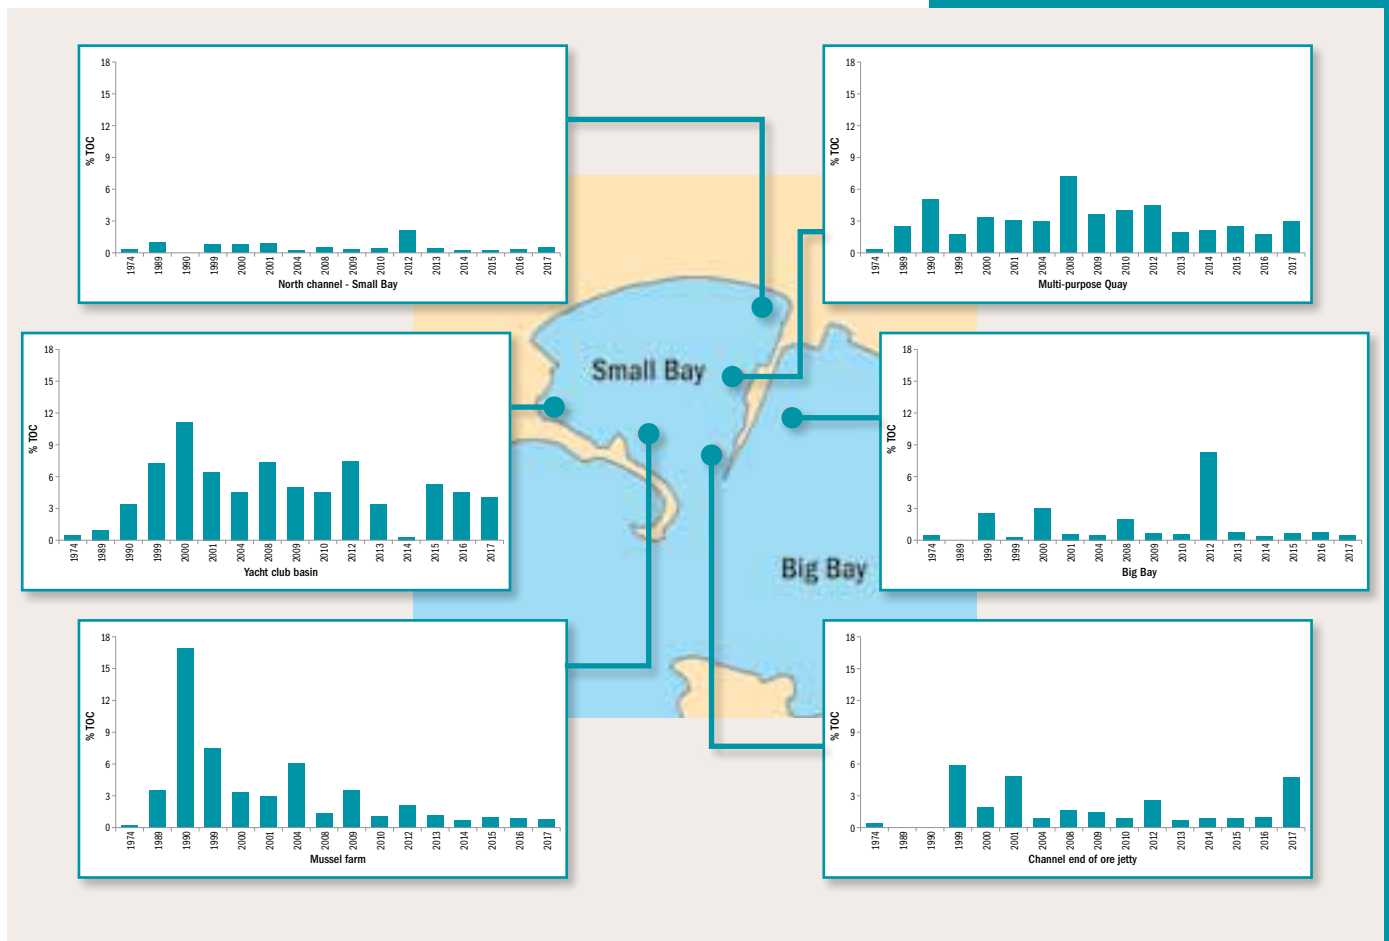 18
15
12
9
6
3
0
% TOC
1974 1989 1990 1999 2000 2001 2004 2008 2009 2010 2012 2013 2014 2015 2016 2017
North channel - Small Bay
18
15
12
9
6
3
0
% TOC
1974 1989 1990 1999 2000 2001 2004 2008 2009 2010 2012 2013 2014 2015 2016 2017
Multi-purpose Quay
Small Bay
18
15
12
9
6
3
0
% TOC
1974 1989 1990 1999 2000 2001 2004 2008 2009 2010 2012 2013 2014 2015 2016 2017
Yacht club basin
18
15
12
9
6
3
0
% TOC
1974 1989 1990 1999 2000 2001 2004 2008 2009 2010 2012 2013 2014 2015 2016 2017
Big Bay
Big Bay
18
15
12
9
6
3
0
% TOC
1974 1989 1990 1999 2000 2001 2004 2008 2009 2010 2012 2013 2014 2015 2016 2017
Mussel farm
18
15
12
9
6
3
0
% TOC
1974 1989 1990 1999 2000 2001 2004 2008 2009 2010 2012 2013 2014 2015 2016 2017
Channel end of ore jetty